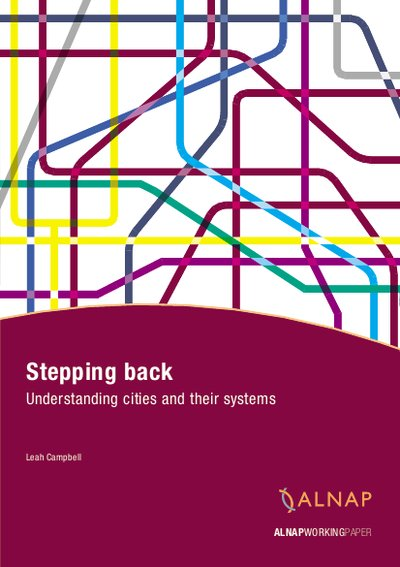 Stepping back
Understanding cities and their systems
Leah Campbell
ALNAP
ALNAPWORKINGPAPER